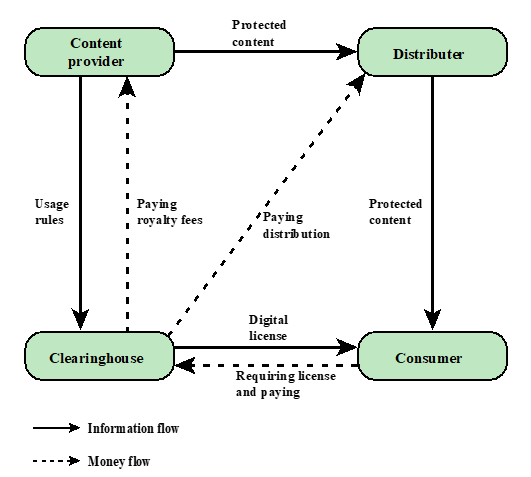 Protected
content
Content
provider
Distributer
Usage
rules
Paying
royalty fees
Paying
distribution
Protected
content
Digital
license
Clearinghouse
Consumer
Requiring license
and paying
Information flow
Money flow